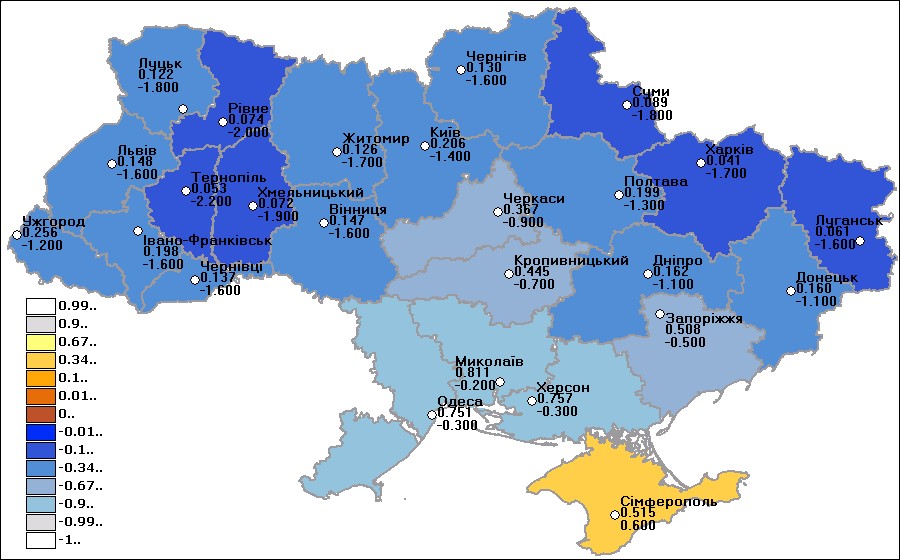 Чернігів
0.130
-1.600
Луцьк
0.122
-1.800
Суми
0.089
-1.800
Рівне
0.074
-2.000
Київ
0.206
-1.400
Житомир
0.126
-1.700
Харків
0.041
-1.700
Львів
0.148
-1.600
Тернопіль
0.053
-2.200
Полтава
0.199
-1.300
Хмельницький
0.072
-1.900
Черкаси
0.367
-0.900
Вінниця
0.147
-1.600
Ужгород
0.256
-1.200
Луганськ
0.061
-1.600
Івано-Франківськ
0.198
-1.600
Чернівці
0.137
-1.600
Кропивницький
0.445
-0.700
Дніпро
0.162
-1.100
Донецьк
0.160
-1.100
Запоріжжя
0.508
-0.500
Миколаїв
0.811
-0.200
Херсон
0.757
-0.300
Одеса
0.751
-0.300
Сімферополь
0.515
0.600
0.99..
0.9..
0.67..
0.34..
0.1..
0.01..
0..
-0.01..
-0.1..
-0.34..
-0.67..
-0.9..
-0.99..
-1..